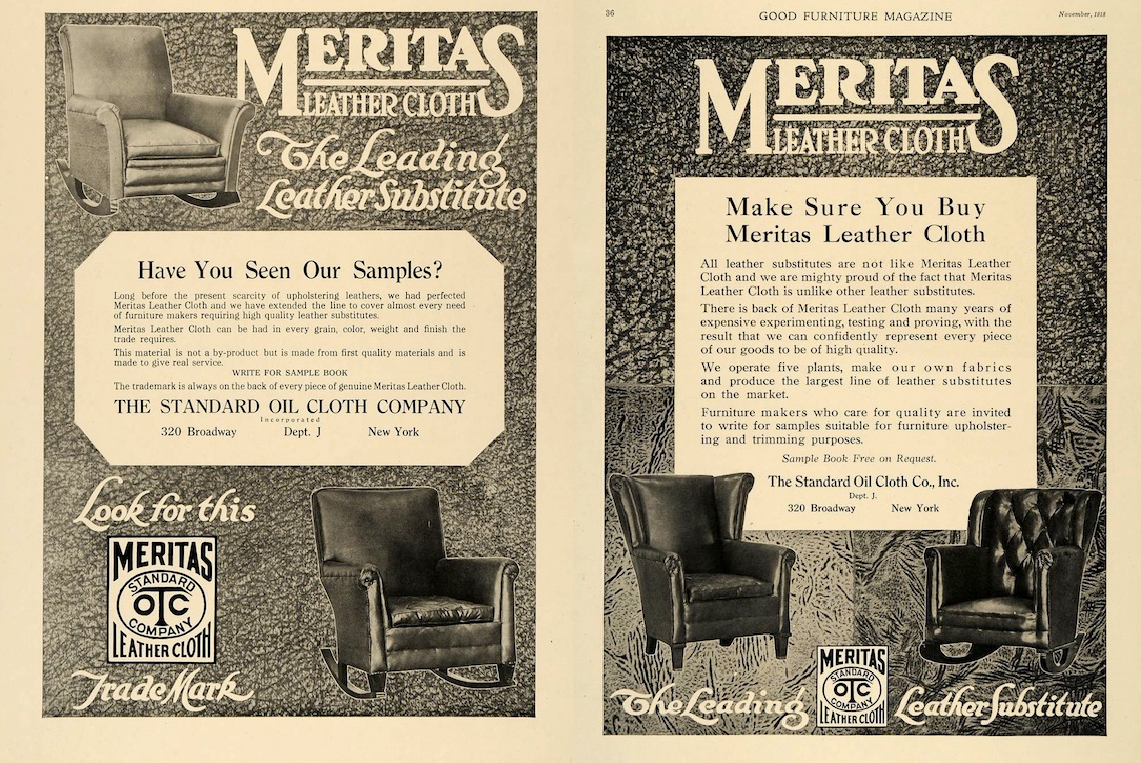 MERITAS
LEATHER CLOTH
The Leading
Leather Substitute
Have You Seen Our Samples?
Long before the present scarcity of upholstering leathers, we had perfected
Meritas Leather Cloth and we have extended the line to cover almost every need
of furniture makers requiring high quality leather substitutes.
Meritas Leather Cloth can be had in every grain, color, weight and finish the
trade requires.
This material is not a by-product but is made from first quality materials and is
made to give real service.
WRITE FOR SAMPLE BOOK
The trademark is always on the back of every piece of genuine Meritas Leather Cloth.
THE STANDARD OIL CLOTH COMPANY
Incorporated
320 Broadway Dept. J New York
Look for this
MERITAS
STANDARD
OTC
COMPANY
LEATHER CLOTH
Trade Mark
36 GOOD FURNITURE MAGAZINE November, 1918
MERITAS
LEATHER CLOTH
Make Sure You Buy
Meritas Leather Cloth
All leather substitutes are not like Meritas Leather
Cloth and we are mighty proud of the fact that Meritas
Leather Cloth is unlike other leather substitutes.
There is back of Meritas Leather Cloth many years of
expensive experimenting, testing and proving, with the
result that we can confidently represent every piece
of our goods to be of high quality.
We operate five plants, make our own fabrics
and produce the largest line of leather substitutes
on the market.
Furniture makers who care for quality are invited
to write for samples suitable for furniture upholster-
ing and trimming purposes.
Sample Book Free on Request.
The Standard Oil Cloth Co., Inc.
Dept. J.
320 Broadway New York
The Leading
MERITAS
STANDARD
OTC
COMPANY
LEATHER CLOTH
Leather Substitute